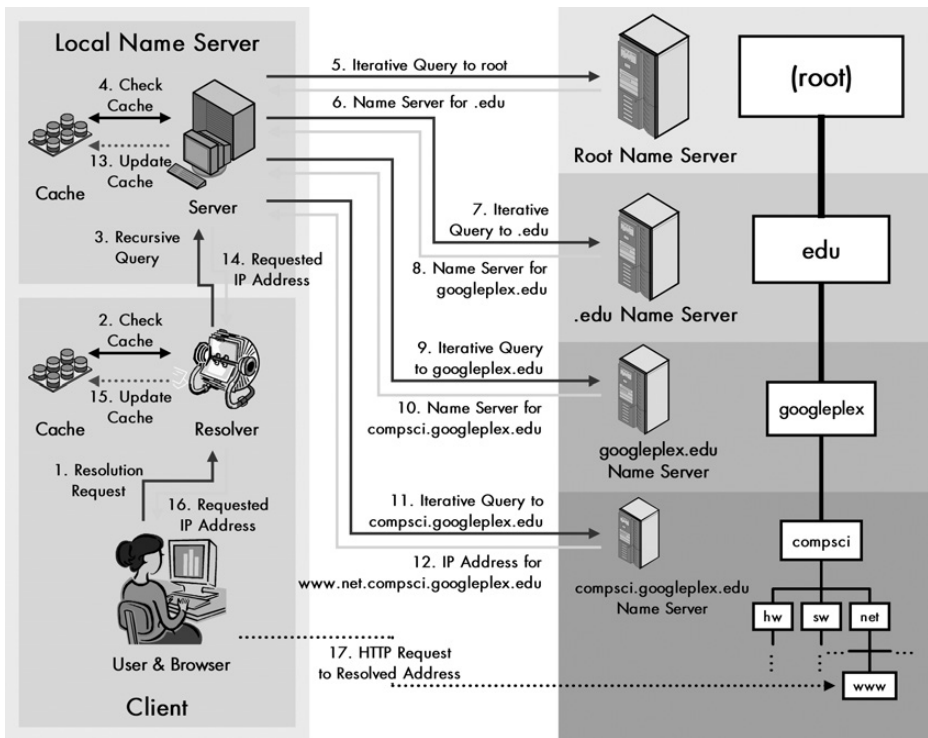 Local Name Server
4. Check
Cache
13. Update
Cache
Cache
Server
3. Recursive
Query
14. Requested
IP Address
2. Check
Cache
15. Update
Cache
Cache
Resolver
1. Resolution
Request
16. Requested
IP Address
User & Browser
Client
5. Iterative Query to root
6. Name Server for .edu
7. Iterative
Query to .edu
8. Name Server for
googleplex.edu
9. Iterative Query
to googleplex.edu
10. Name Server for
compsci.googleplex.edu
11. Iterative Query to
compsci.googleplex.edu
12. IP Address for
www.net.compsci.googleplex.edu
17. HTTP Request
to Resolved Address
Root Name Server
.edu Name Server
googleplex.edu
Name Server
compsci.googleplex.edu
Name Server
(root)
edu
googleplex
compsci
hw
sw
net
www